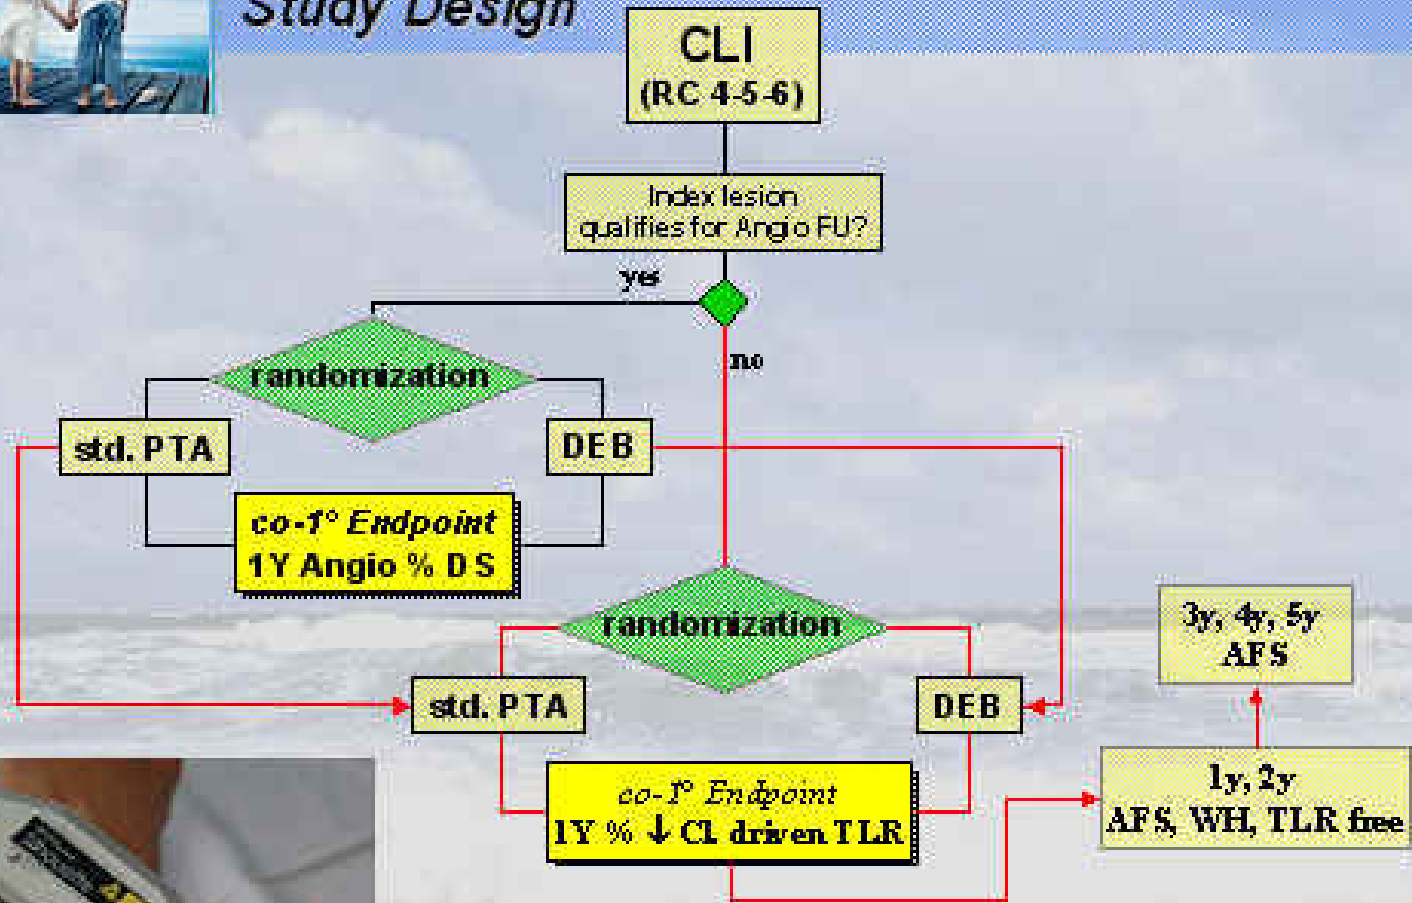 Study Design
CLI
(RC 4-5-6)
Index lesion
qualifies for Angio FU?
yes
no
randomization
std. PTA
DEB
co-1° Endpoint
1Y Angio % DS
randomization
std. PTA
DEB
co-1° Endpoint
1Y % ↓ Cl. driven TLR
3y, 4y, 5y
AFS
1y, 2y
AFS, WH, TLR free